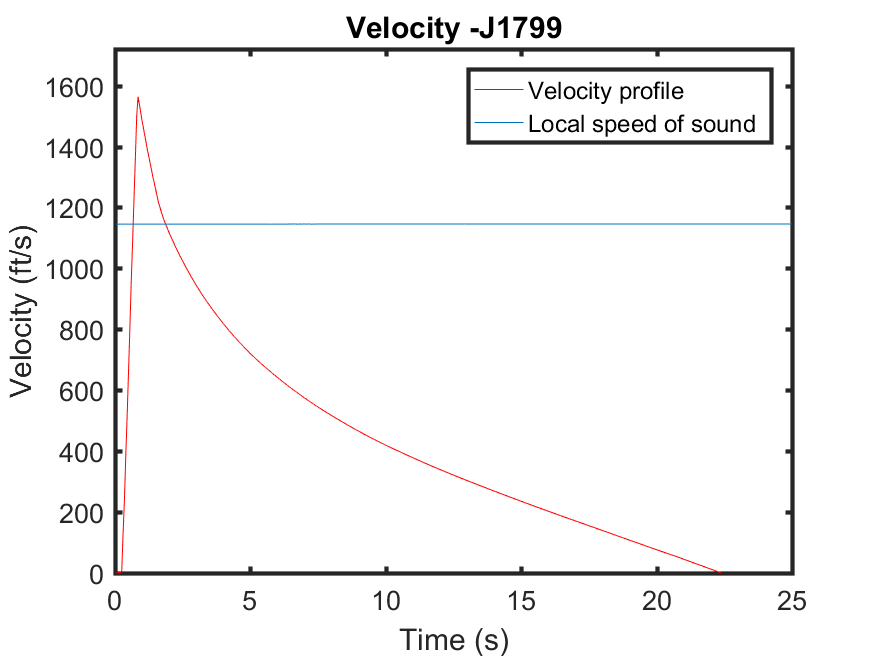 Velocity -J1799
Velocity profile
Local speed of sound
Velocity (ft/s)
1600
1400
1200
1000
800
600
400
200
0
0 5 10 15 20 25
Time (s)